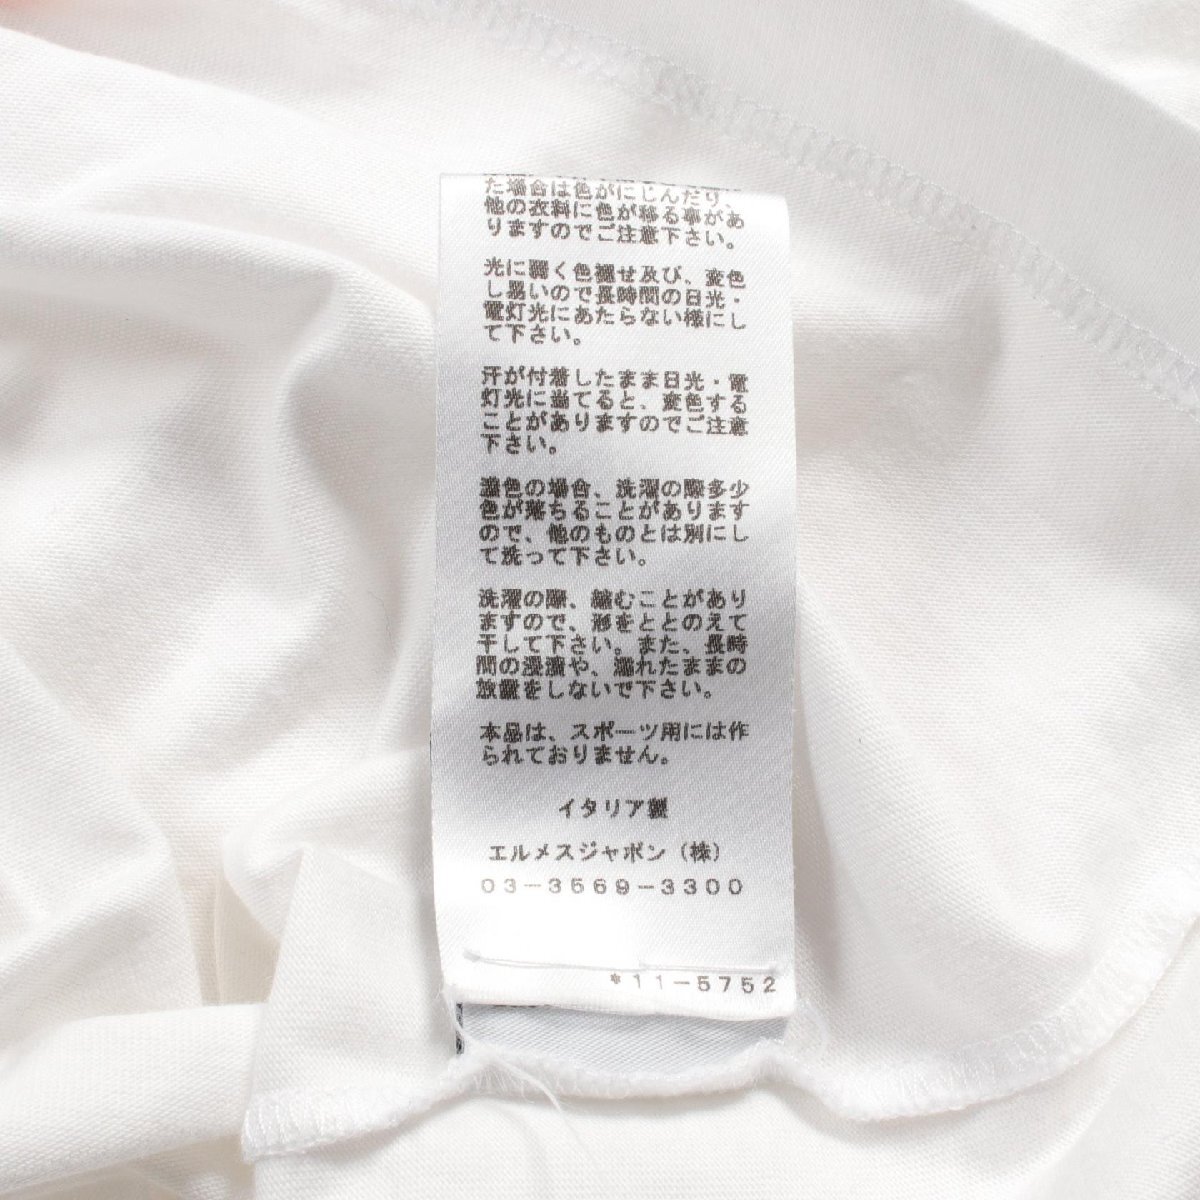 た場合は色がにじんだり、
他の衣料に色が移る事があ
りますのでご注意下さい。
光に弱く色褪せ及び、変色
し易いので長時間の日光・
電灯光にあたらない様にし
て下さい。
汗が付着したまま日光・電
灯光に当てると、変色する
ことがありますのでご注意
下さい。
濃色の場合、洗濯の際多少
色が落ちることがあります
ので、他のものとは別にし
て洗って下さい。
洗濯の際、縮むことがあり
ますので、形をととのえて
干して下さい。また、長時
間の浸漬や、濡れたままの
放置をしないで下さい。
本品は、スポーツ用には作
られておりません。
イタリア製
エルメスジャポン（株）
03-3569-3300
*11-5752